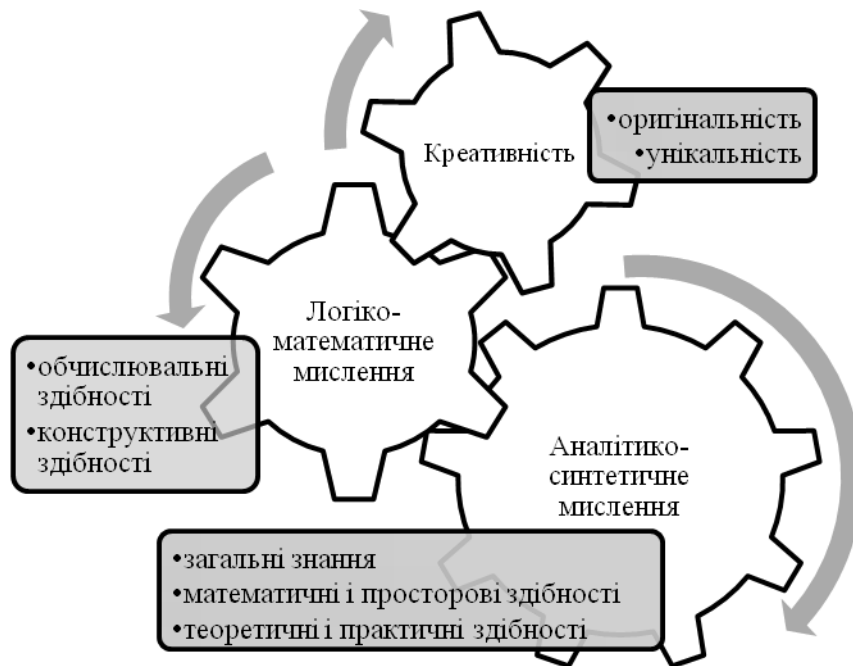 Креативність
•оригінальність
•унікальність
Логіко-
математичне
мислення
•обчислювальні
здібності
•конструктивні
здібності
Аналітико-
синтетичне
мислення
•загальні знання
•математичні і просторові здібності
•теоретичні і практичні здібності